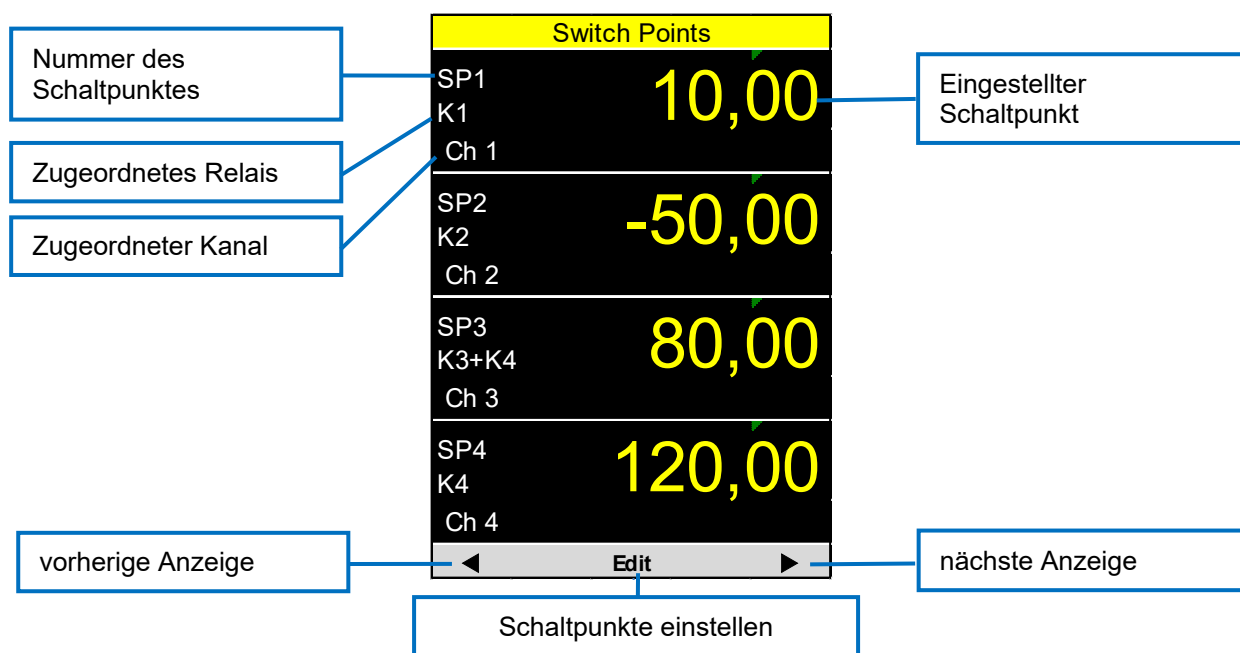 Switch Points
Nummer des
Schaltpunktes
Zugeordnetes Relais
Zugeordneter Kanal
SP1
K1
Ch 1
10,00
Eingestellter
Schaltpunkt
SP2
K2
Ch 2
-50,00
SP3
K3+K4
Ch 3
80,00
SP4
K4
Ch 4
120,00
vorherige Anzeige
◀ Edit ▶
nächste Anzeige
Schaltpunkte einstellen